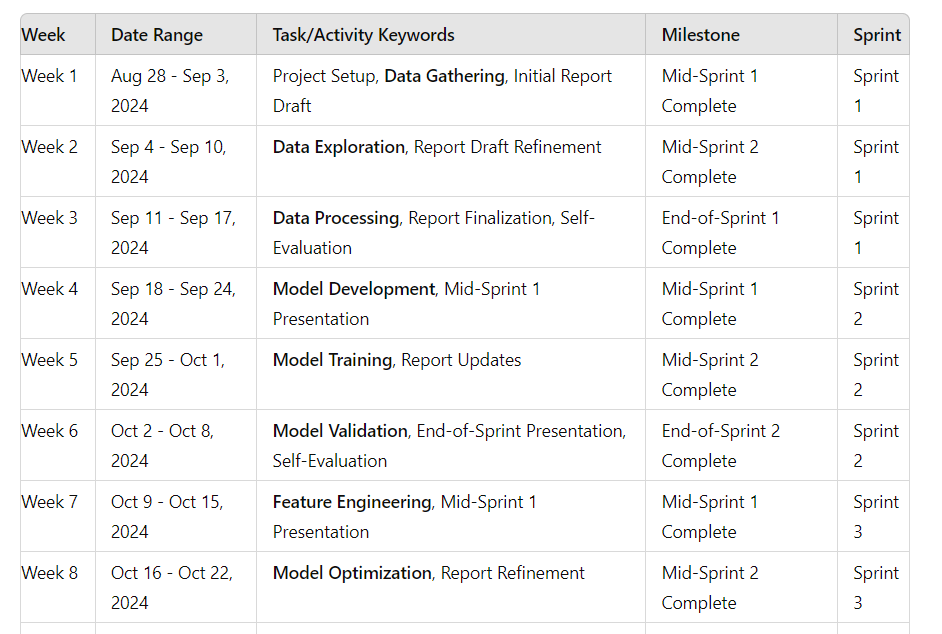 Week Date Range Task/Activity Keywords Milestone Sprint
Week 1 Aug 28 - Sep 3, Project Setup, Data Gathering, Initial Report Mid-Sprint 1 Sprint
2024 Draft Complete 1
Week 2 Sep 4 - Sep 10, Data Exploration, Report Draft Refinement Mid-Sprint 2 Sprint
2024 Complete 1
Week 3 Sep 11 - Sep 17, Data Processing, Report Finalization, Self- End-of-Sprint 1 Sprint
2024 Evaluation Complete 1
Week 4 Sep 18 - Sep 24, Model Development, Mid-Sprint 1 Mid-Sprint 1 Sprint
2024 Presentation Complete 2
Week 5 Sep 25 - Oct 1, Model Training, Report Updates Mid-Sprint 2 Sprint
2024 Complete 2
Week 6 Oct 2 - Oct 8, Model Validation, End-of-Sprint Presentation, End-of-Sprint 2 Sprint
2024 Self-Evaluation Complete 2
Week 7 Oct 9 - Oct 15, Feature Engineering, Mid-Sprint 1 Mid-Sprint 1 Sprint
2024 Presentation Complete 3
Week 8 Oct 16 - Oct 22, Model Optimization, Report Refinement Mid-Sprint 2 Sprint
2024 Complete 3